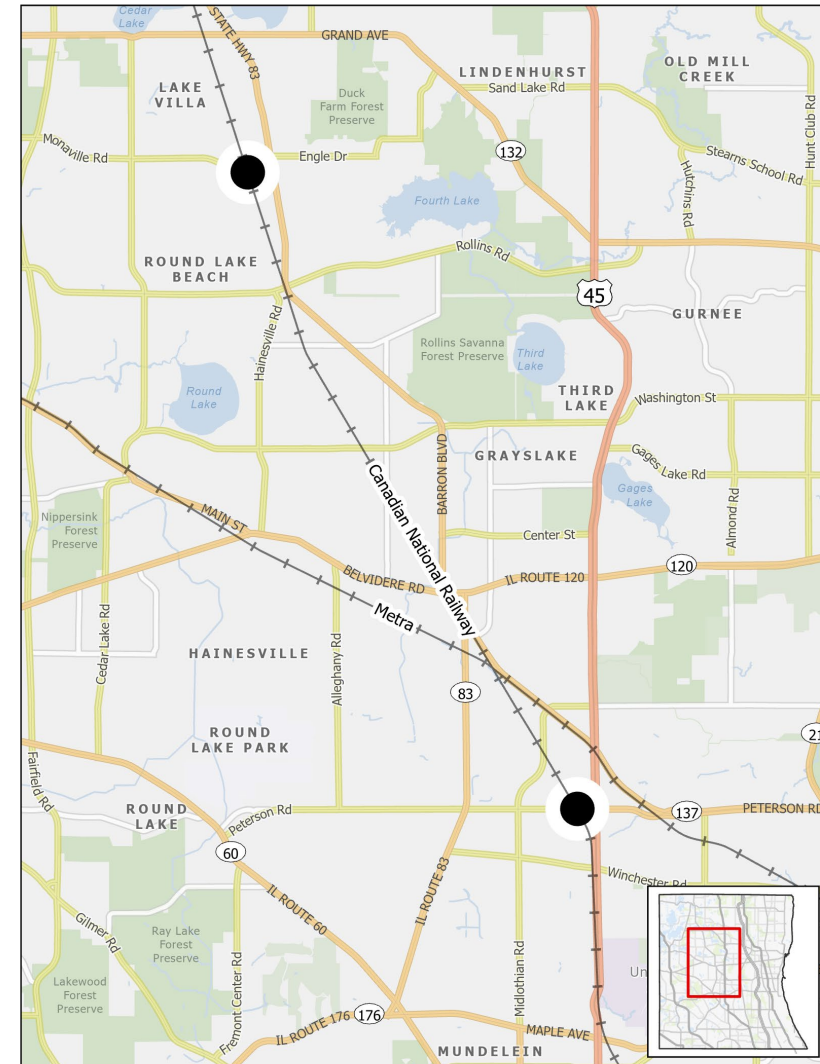 Cedar
Lake
STATE HWY 83
GRAND AVE
LAKE
VILLA
LINDENHURST
Sand Lake Rd
OLD MILL
CREEK
Duck
Farm Forest
Preserve
Hunt Club Rd
Monaville Rd
Engle Dr
132
Stearns School Rd
Hutchins Rd
Fourth Lake
Rollins Rd
ROUND LAKE
BEACH
45
GURNEE
Hainesville Rd
Rollins Savanna
Forest Preserve
Third
Lake
Round
Lake
THIRD
LAKE
Washington St
BARRON BLVD
GRAYSLAKE
Gages Lake Rd
Gages
Lake
Almond Rd
Canadian National Railway
Nippersink
Forest
Preserve
MAIN ST
Center St
BELVIDERE RD
IL ROUTE 120
120
Metra
Cedar Lake Rd
Alleghany Rd
HAINESVILLE
83
ROUND
LAKE PARK
21
Fairfield Rd
ROUND
LAKE
Peterson Rd
137
PETERSON RD
60
IL ROUTE 83
Winchester Rd
IL ROUTE 60
Gilmer Rd
Ray Lake
Forest
Preserve
Fremont Center Rd
Midlothian Rd
Lakewood
Forest
Preserve
Un
IL ROUTE 176
176
MAPLE AVE
MUNDELEIN